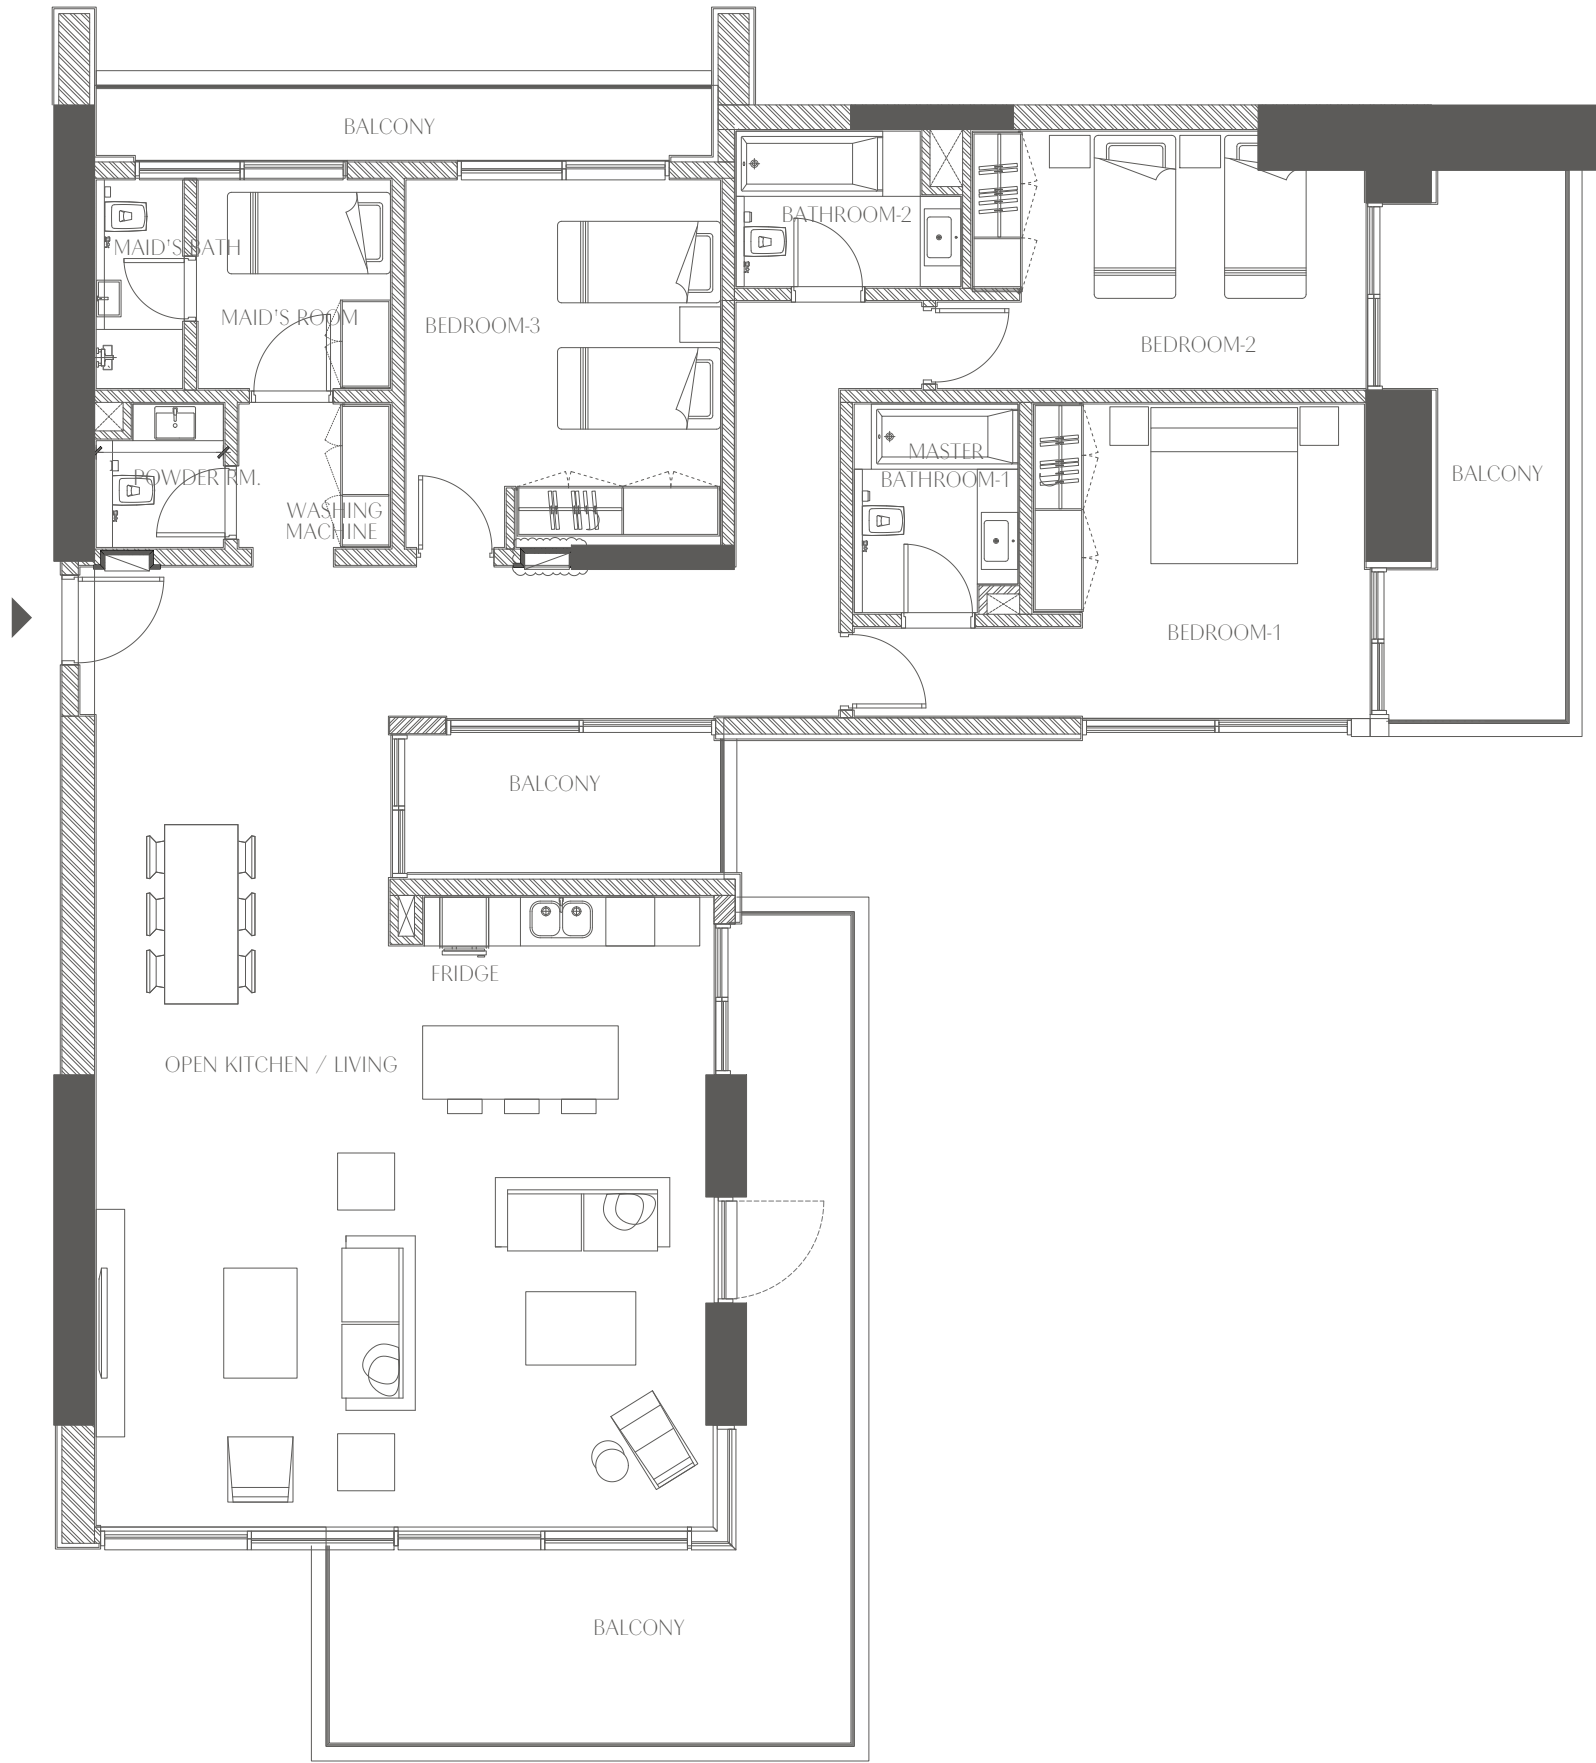 BALCONY
BATHROOM-2
MAID'S BATH
MAID'S ROOM
BEDROOM-3
BEDROOM-2
MASTER
BATHROOM-1
BALCONY
POWDER RM.
WASHING
MACHINE
BEDROOM-1
BALCONY
FRIDGE
OPEN KITCHEN / LIVING
BALCONY